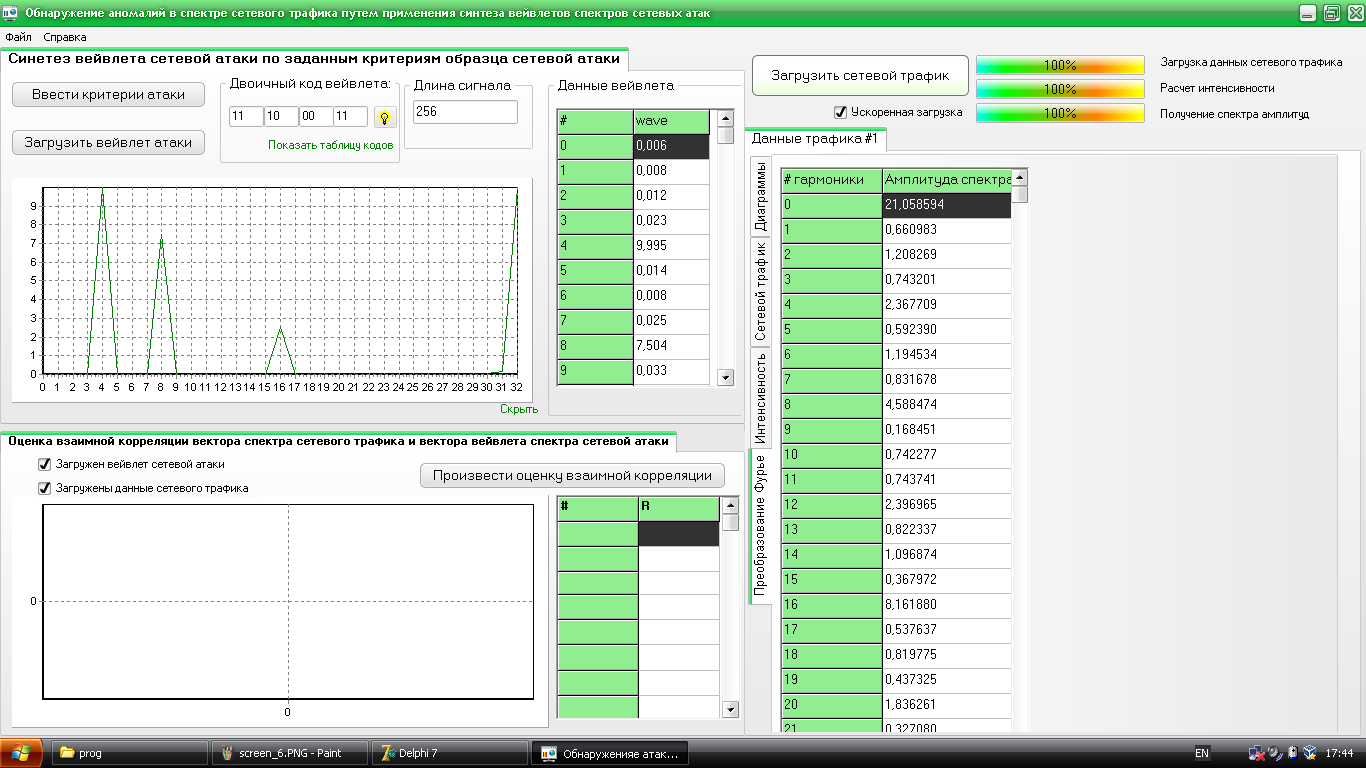 Обнаружение аномалий в спектре сетевого трафика путем применения синтеза вейвлетов спектров сетевых атак
Файл Справка
Синетез вейвлета сетевой атаки по заданным критериям образца сетевой атаки
Ввести критерии атаки
Загрузить вейвлет атаки
Двоичный код вейвлета:
11 10 00 11
Показать таблицу кодов
Длина сигнала
256
9
8
7
6
5
4
3
2
1
0
0 1 2 3 4 5 6 7 8 9 10 11 12 13 14 15 16 17 18 19 20 21 22 23 24 25 26 27 28 29 30 31 32
Скрыть
Данные вейвлета
# wave
0 0,006
1 0,008
2 0,012
3 0,023
4 9,995
5 0,014
6 0,008
7 0,025
8 7,504
9 0,033
Загрузить сетевой трафик
Ускоренная загрузка
100% Загрузка данных сетевого трафика
100% Расчет интенсивности
100% Получение спектра амплитуд
Данные трафика #1
Диаграммы
Сетевой трафик
Интенсивность
Преобразование Фурье
# гармоники Амплитуда спектра
0 21,058594
1 0,660983
2 1,208269
3 0,743201
4 2,367709
5 0,592390
6 1,194534
7 0,831678
8 4,588474
9 0,168451
10 0,742277
11 0,743741
12 2,396965
13 0,822337
14 1,096874
15 0,367972
16 8,161880
17 0,537637
18 0,819775
19 0,437325
20 1,836261
21 0,327080
Оценка взаимной корреляции вектора спектра сетевого трафика и вектора вейвлета спектра сетевой атаки
Загружен вейвлет сетевой атаки
Загружены данные сетевого трафика
Произвести оценку взаимной корреляции
0
0
# R
prog
screen_6.PNG - Paint
Delphi 7
Обнаружениae атак...
EN
17:44